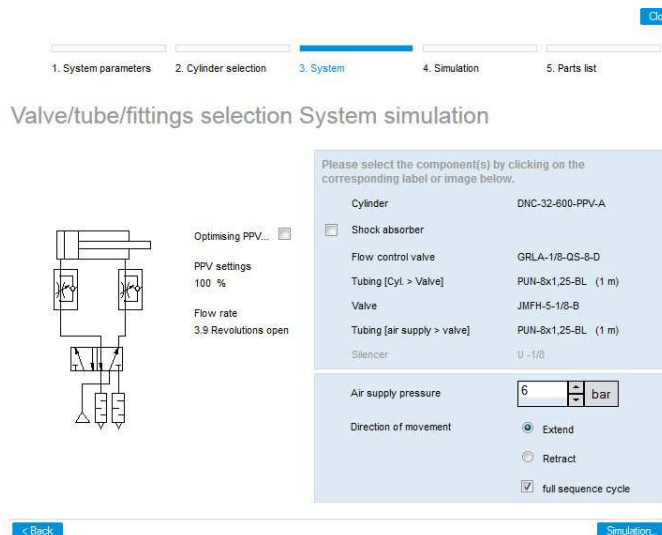 Clo
1. System parameters 2. Cylinder selection 3. System 4. Simulation 5. Parts list
Valve/tube/fittings selection System simulation
Please select the component(s) by clicking on the
corresponding label or image below.
Cylinder DNC-32-600-PPV-A
Optimising PPV...
Shock absorber
Flow control valve GRLA-1/8-QS-8-D
PPV settings
100 %
Tubing [Cyl. > Valve] PUN-8x1,25-BL (1 m)
Valve JMFH-5-1/8-B
Flow rate
3.9 Revolutions open
Tubing [air supply > valve] PUN-8x1,25-BL (1 m)
Silencer U -1/8
Air supply pressure 6 bar
Direction of movement Extend
Retract
full sequence cycle
< Back Simulation...